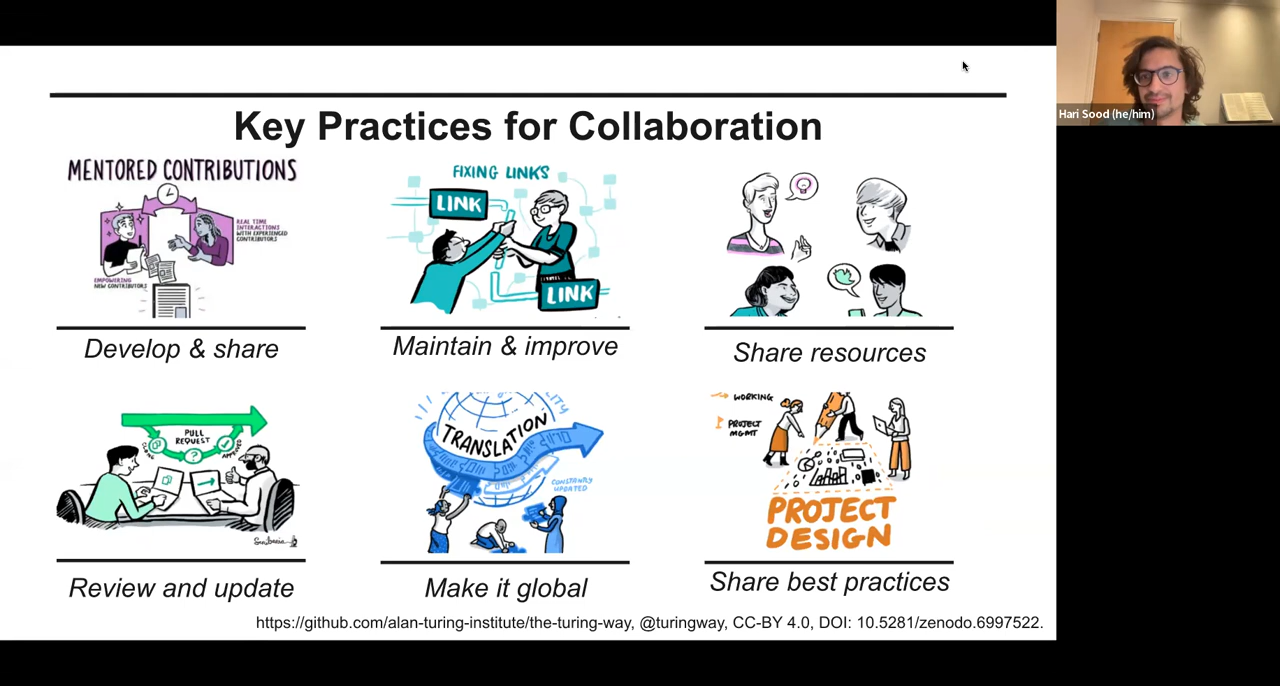 Hari Sood (he/him)
Key Practices for Collaboration
MENTORED CONTRIBUTIONS
REAL TIME
INTERACTIONS
WITH EXPERIENCED
CONTRIBUTORS
EMPOWERING
NEW CONTRIBUTORS
Develop & share
FIXING LINKS
LINK
LINK
Maintain & improve
Share resources
PULL
REQUEST
?
Review and update
TRANSLATION
CONSTANTLY
UPDATED
Make it global
WORKING
PROJECT
MGMT
PROJECT
DESIGN
Share best practices
https://github.com/alan-turing-institute/the-turing-way, @turingway, CC-BY 4.0, DOI: 10.5281/zenodo.6997522.